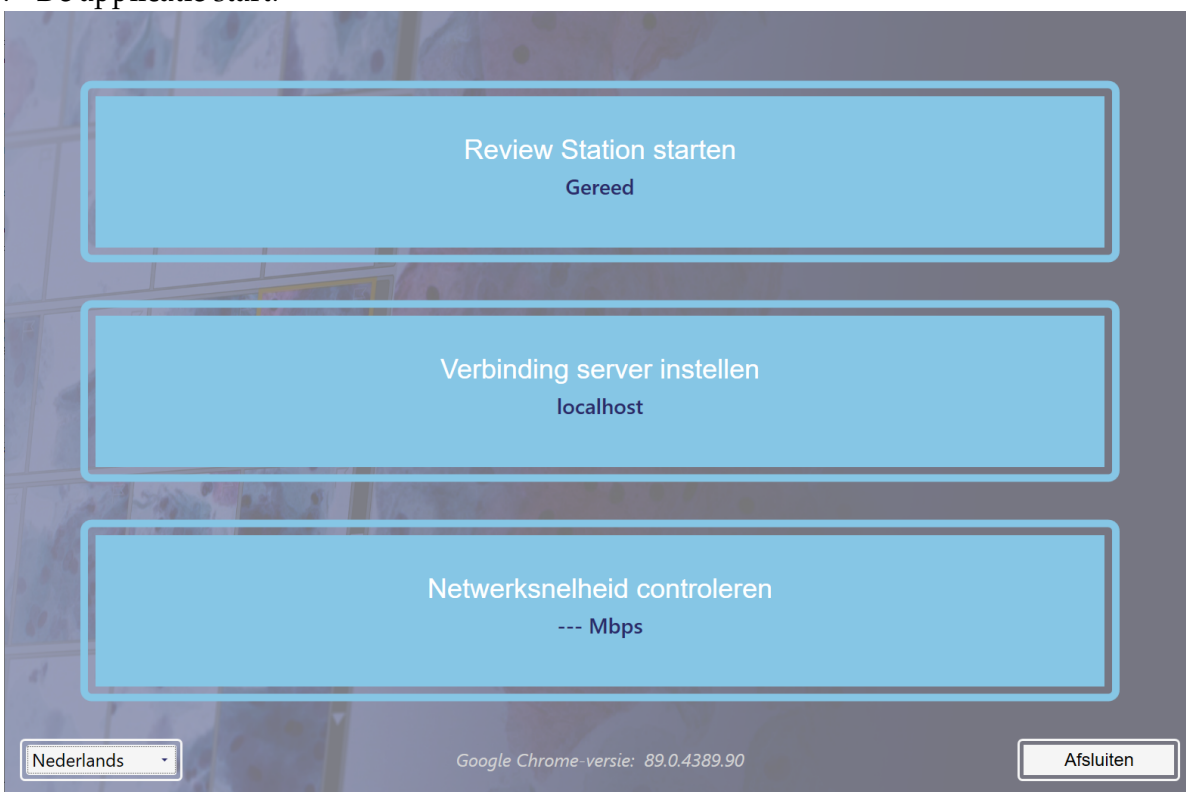 Review Station starten
Gereed
Verbinding server instellen
localhost
Netwerksnelheid controleren
--- Mbps
Nederlands
Google Chrome-versie: 89.0.4389.90
Afsluiten